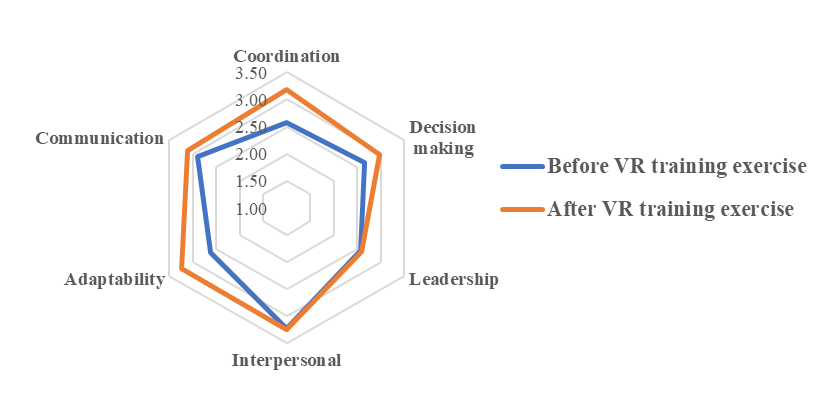 Coordination
3.50
3.00
2.50
2.00
1.50
1.00
Communication
Decision
making
Adaptability
Leadership
Interpersonal
Before VR training exercise
After VR training exercise